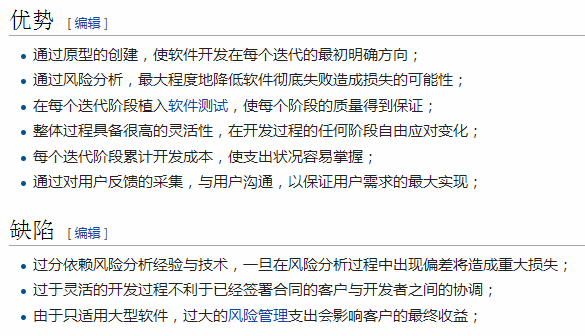 优势 [编辑]
通过原型的创建，使软件开发在每个迭代的最初明确方向；
通过风险分析，最大程度地降低软件彻底失败造成损失的可能性；
在每个迭代阶段植入软件测试，使每个阶段的质量得到保证；
整体过程具备很高的灵活性，在开发过程的任何阶段自由应对变化；
每个迭代阶段累计开发成本，使支出状况容易掌握；
通过对用户反馈的采集，与用户沟通，以保证用户需求的最大实现；
缺陷 [编辑]
过分依赖风险分析经验与技术，一旦在风险分析过程中出现偏差将造成重大损失；
过于灵活的开发过程不利于已经签署合同的客户与开发者之间的协调；
由于只适用大型软件，过大的风险管理支出会影响客户的最终收益；